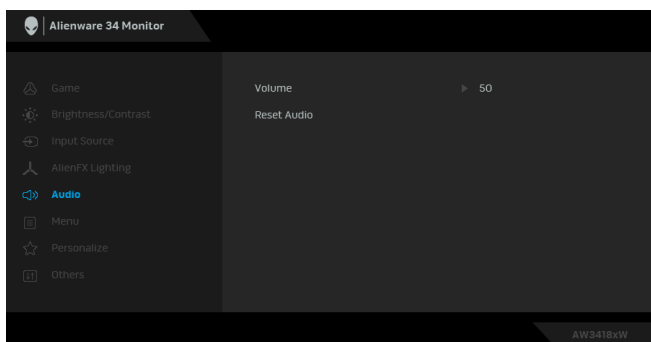 Alienware 34 Monitor
Game
Volume 50
Brightness/Contrast
Reset Audio
Input Source
AlienFX Lighting
Audio
Menu
Personalize
Others
AW3418xW